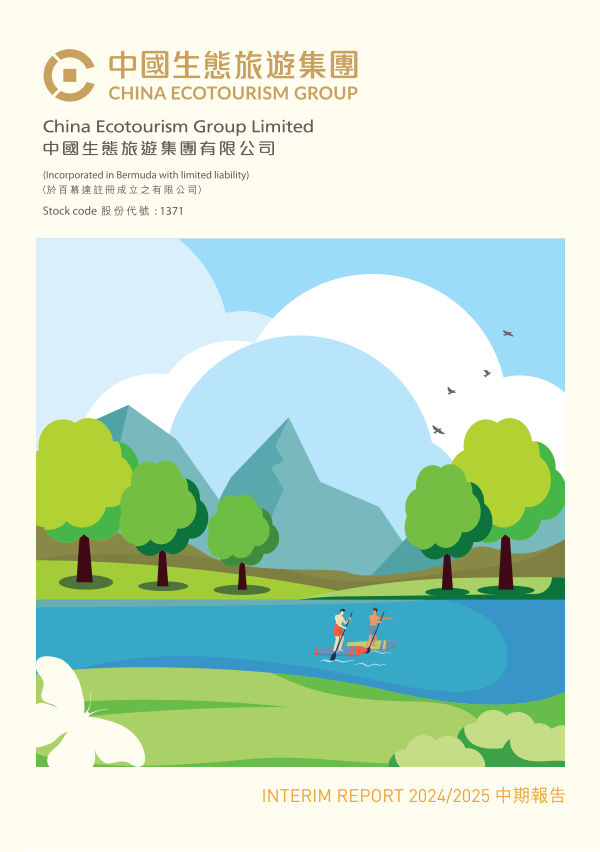 中國生態旅遊集團
CHINA ECOTOURISM GROUP
China Ecotourism Group Limited
中國生態旅遊集團有限公司
(Incorporated in Bermuda with limited liability)
(於百慕達註冊成立之有限公司)
Stock code 股份代號 : 1371
INTERIM REPORT 2024/2025 中期報告